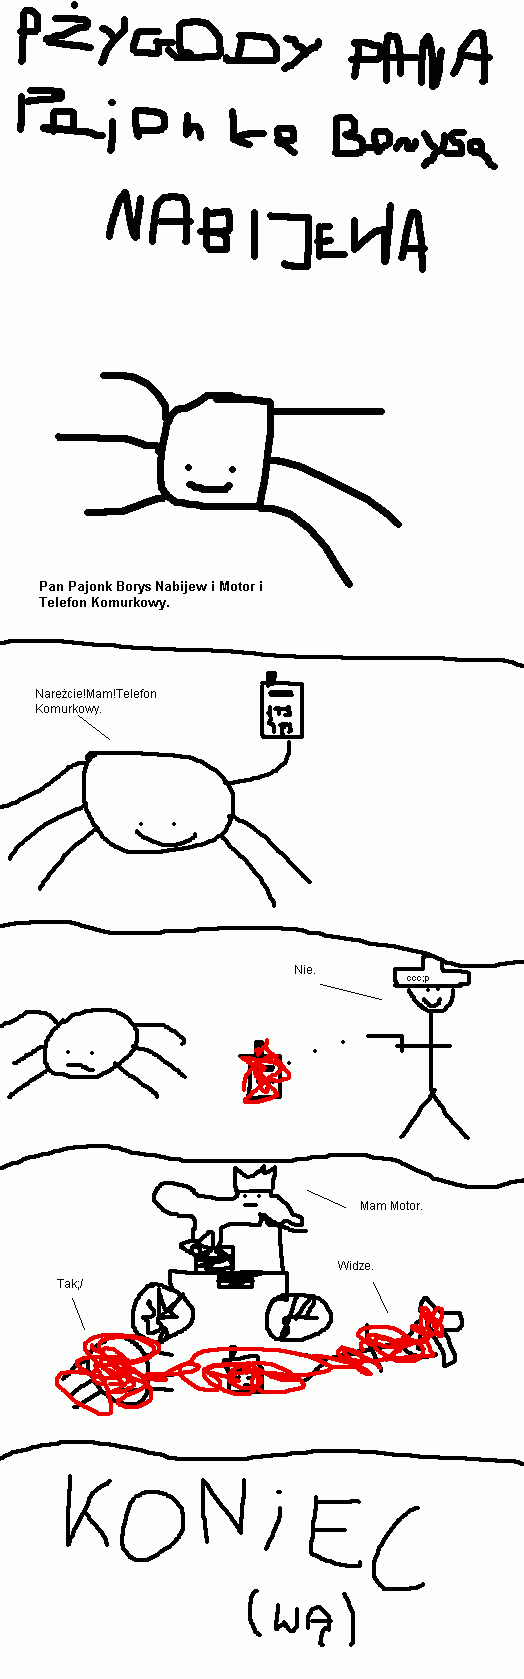 PŻYGODY PANA
Pajonka Borysa
NABIJEWA
Pan Pajonk Borys Nabijew i Motor i
Telefon Komurkowy.
Nareżcie!Mam!Telefon
Komurkowy.
Nie.
ccc;p
Mam Motor.
Widze.
Tak;/
KONiEC
(WĄ)